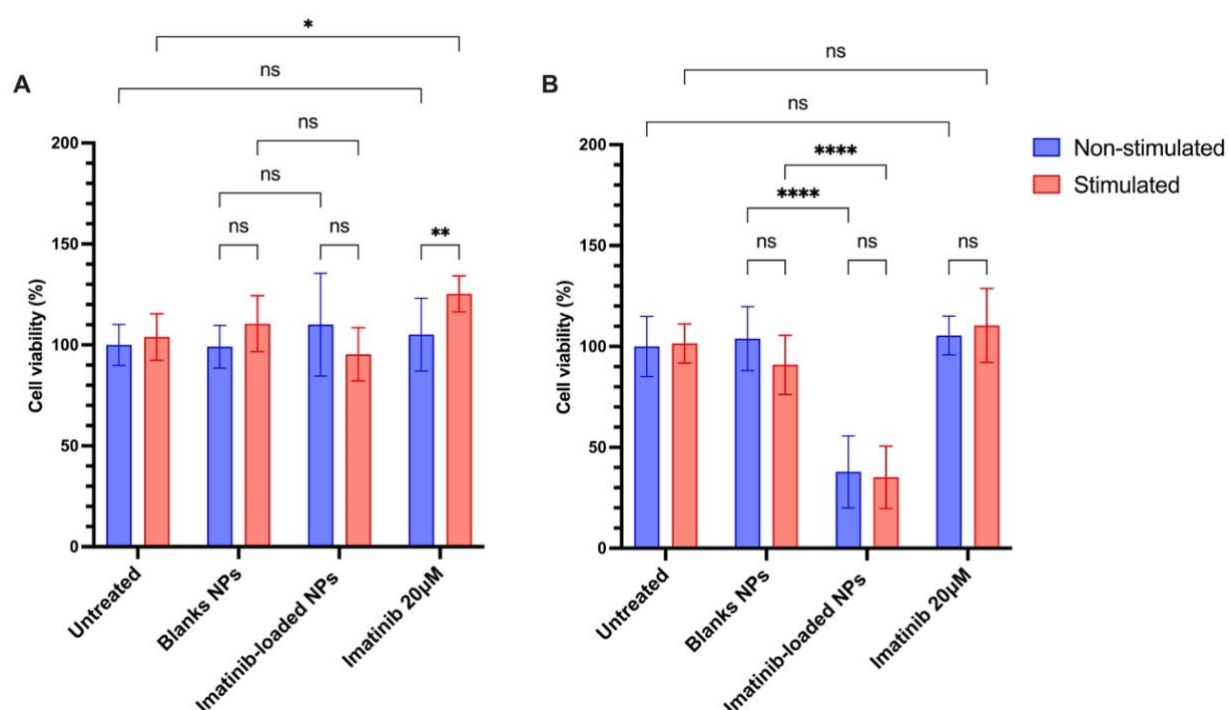 *
ns
ns
A
B
ns
ns
ns
****
ns
****
ns
ns
**
ns
ns
ns
Non-stimulated
Stimulated
200
150
100
50
0
Cell viability (%)
Untreated
Blanks NPs
Imatinib-loaded NPs
Imatinib 20µM
200
150
100
50
0
Cell viability (%)
Untreated
Blanks NPs
Imatinib-loaded NPs
Imatinib 20µM